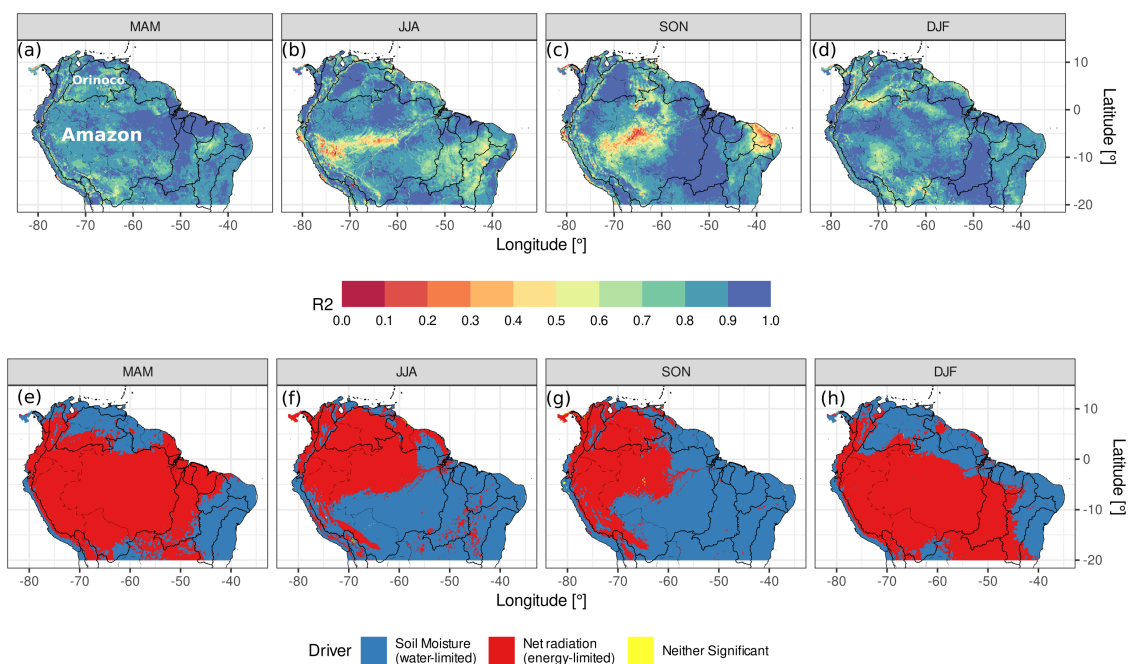 MAM JJA SON DJF
(a) (b) (c) (d)
Orinoco
Amazon
10
0
-10
-20
Latitude [°]
-80 -70 -60 -50 -40 -80 -70 -60 -50 -40 -80 -70 -60 -50 -40 -80 -70 -60 -50 -40
Longitude [°]
R2
0.0 0.1 0.2 0.3 0.4 0.5 0.6 0.7 0.8 0.9 1.0
MAM JJA SON DJF
(e) (f) (g) (h)
10
0
-10
-20
Latitude [°]
-80 -70 -60 -50 -40 -80 -70 -60 -50 -40 -80 -70 -60 -50 -40 -80 -70 -60 -50 -40
Longitude [°]
Driver
Soil Moisture
(water-limited)
Net radiation
(energy-limited)
Neither Significant